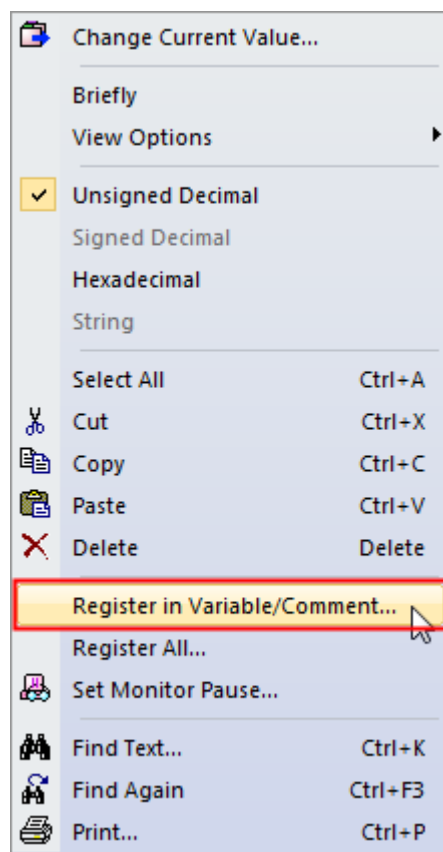 Change Current Value...
Briefly
View Options
Unsigned Decimal
Signed Decimal
Hexadecimal
String
Select All Ctrl+A
Cut Ctrl+X
Copy Ctrl+C
Paste Ctrl+V
Delete Delete
Register in Variable/Comment...
Register All...
Set Monitor Pause...
Find Text... Ctrl+K
Find Again Ctrl+F3
Print... Ctrl+P